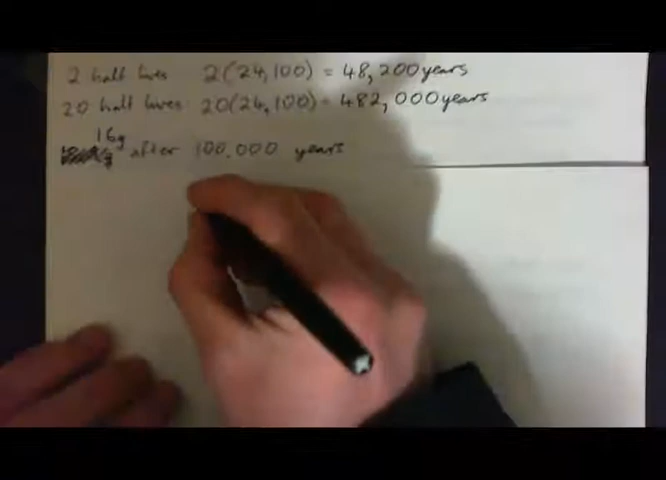 2 half lives 2(24,100) = 48,200 years
20 half lives: 20(24,100) = 482,000 years
16g
after 100,000 years